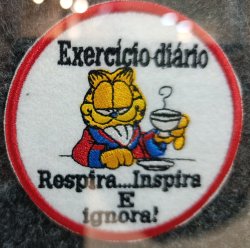 Exercício diário
Respira...Inspira
E
ignora!